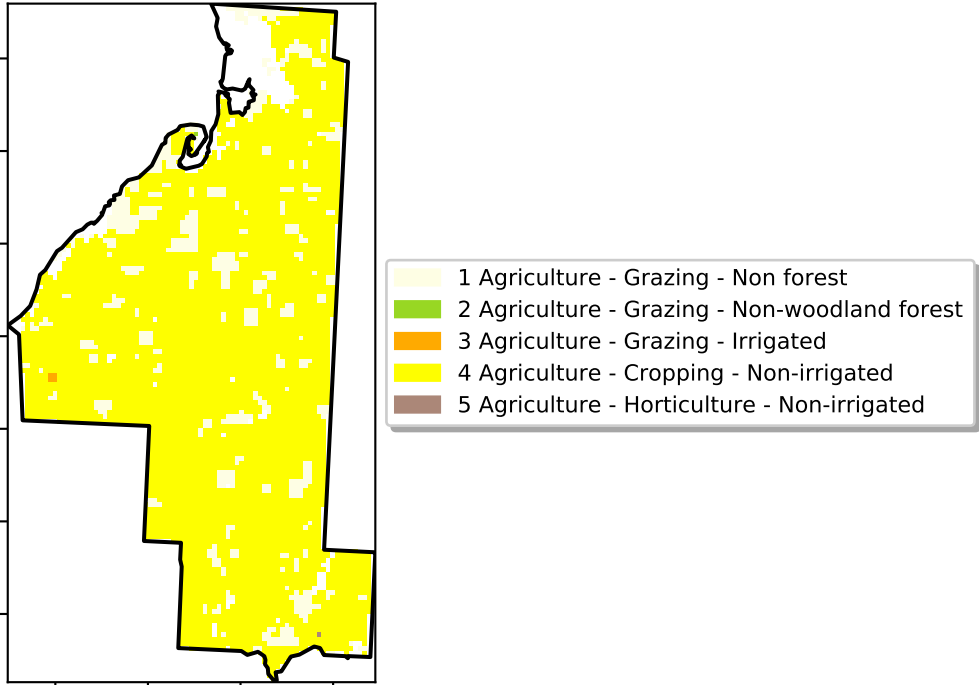 1 Agriculture - Grazing - Non forest
2 Agriculture - Grazing - Non-woodland forest
3 Agriculture - Grazing - Irrigated
4 Agriculture - Cropping - Non-irrigated
5 Agriculture - Horticulture - Non-irrigated